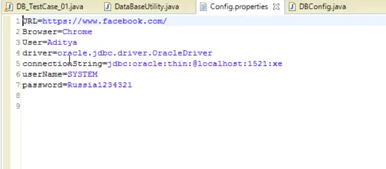 DB_TestCase_01.java DataBaseUtility.java Config.properties DBConfig.java
1 URL=https://www.facebook.com/
2 Browser=Chrome
3 User=Aditya
4 driver=oracle.jdbc.driver.OracleDriver
5 connectionString=jdbc:oracle:thin:@localhost:1521:xe
6 userName=SYSTEM
7 password=Russia1234321
8
9